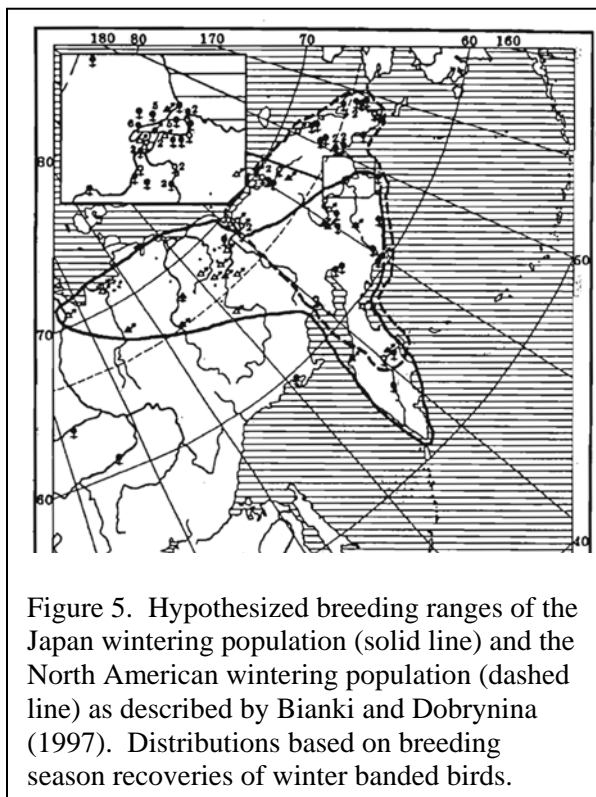 180 80 170 70 60 160
80
70
60
60
40
Figure 5. Hypothesized breeding ranges of the
Japan wintering population (solid line) and the
North American wintering population (dashed
line) as described by Bianki and Dobrynina
(1997). Distributions based on breeding
season recoveries of winter banded birds.